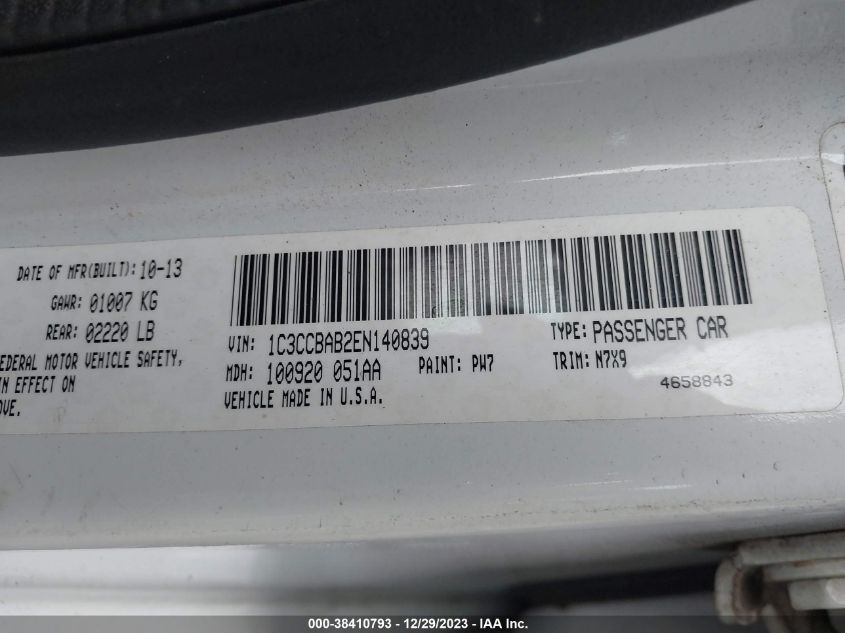 DATE OF MFR(BUILT): 10-13
GAWR: 01007 KG
REAR: 02220 LB
FEDERAL MOTOR VEHICLE SAFETY,
IN EFFECT ON
OVE.
VIN: 1C3CCBAB2EN140839 TYPE: PASSENGER CAR
MDH: 100920 051AA PAINT: PW7 TRIM: N7X9
VEHICLE MADE IN U.S.A. 4658843
000-38410793 - 12/29/2023 - IAA Inc.